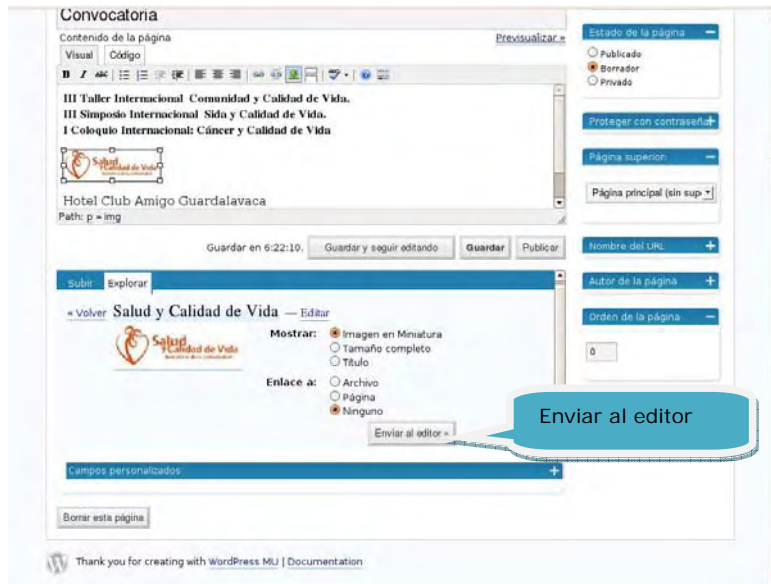 Convocatoria
Contenido de la página
Previsualizar »
Visual Código
B I ABC
III Taller Internacional Comunidad y Calidad de Vida.
III Simposio Internacional Sida y Calidad de Vida.
I Coloquio Internacional: Cáncer y Calidad de Vida
Salud
y Calidad de Vida
Hotel Club Amigo Guardalavaca
Path: p » img
Guardar en 6:22:10. Guardar y seguir editando Guardar Publicar
Subir Explorar
« Volver Salud y Calidad de Vida — Editar
Salud
y Calidad de Vida
Mostrar: Imagen en Miniatura
Tamaño completo
Título
Enlace a: Archivo
Página
Ninguno
Enviar al editor »
Campos personalizados
Borrar esta página
Estado de la página
Publicado
Borrador
Privado
Proteger con contraseña
Página superior:
Página principal (sin sup
Nombre del URL
Autor de la página
Orden de la página
0
Enviar al editor
Thank you for creating with WordPress MU | Documentation